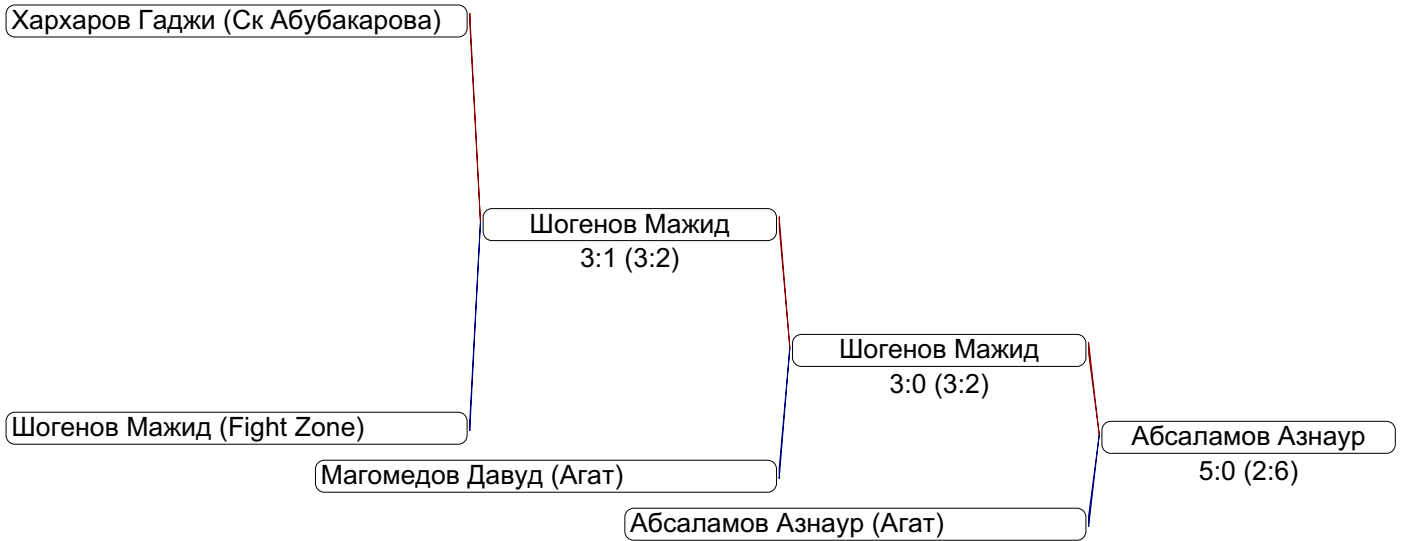 Хархаров Гаджи (Ск Абубакарова)
Шогенов Мажид
3:1 (3:2)
Шогенов Мажид
3:0 (3:2)
Шогенов Мажид (Fight Zone)
Абсаламов Азнаур
5:0 (2:6)
Магомедов Давуд (Агат)
Абсаламов Азнаур (Агат)